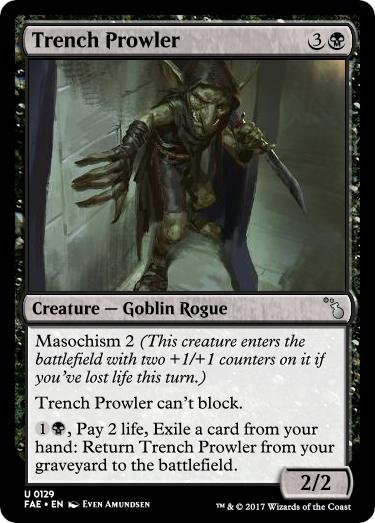 Trench Prowler 3
Creature — Goblin Rogue
Masochism 2 (This creature enters the
battlefield with two +1/+1 counters on it if
you've lost life this turn.)
Trench Prowler can't block.
1, Pay 2 life, Exile a card from your
hand: Return Trench Prowler from your
graveyard to the battlefield.
2/2
U 0129
FAE • EN Even Amundsen
™ & © 2017 Wizards of the Coast